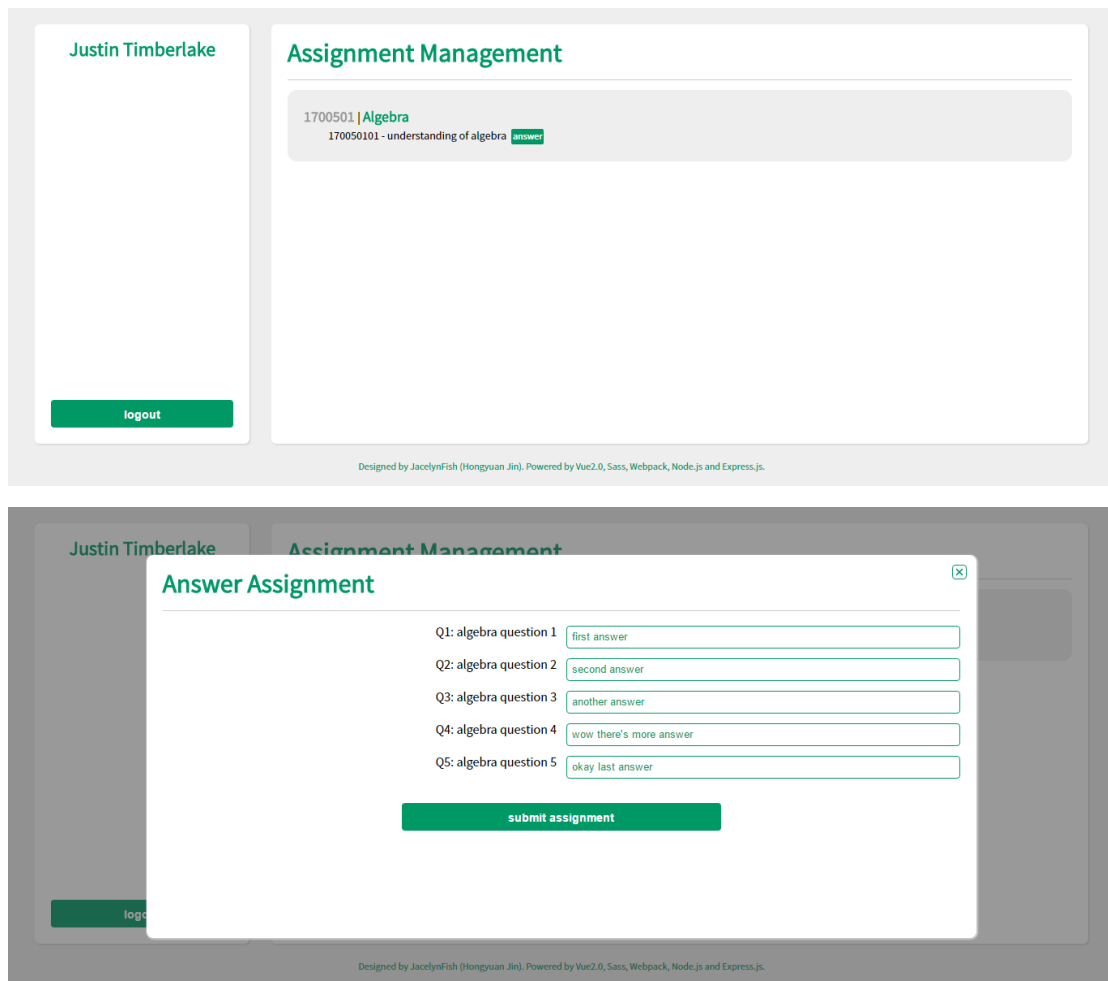 Justin Timberlake
Assignment Management
1700501 | Algebra
170050101 - understanding of algebra answer
logout
Designed by JacelynFish (Hongyuan Jin). Powered by Vue2.0, Sass, Webpack, Node.js and Express.js.
Justin Timberlake
Assignment Management
Answer Assignment
Q1: algebra question 1 first answer
Q2: algebra question 2 second answer
Q3: algebra question 3 another answer
Q4: algebra question 4 wow there's more answer
Q5: algebra question 5 okay last answer
submit assignment
logo
Designed by JacelynFish (Hongyuan Jin). Powered by Vue2.0, Sass, Webpack, Node.js and Express.js.